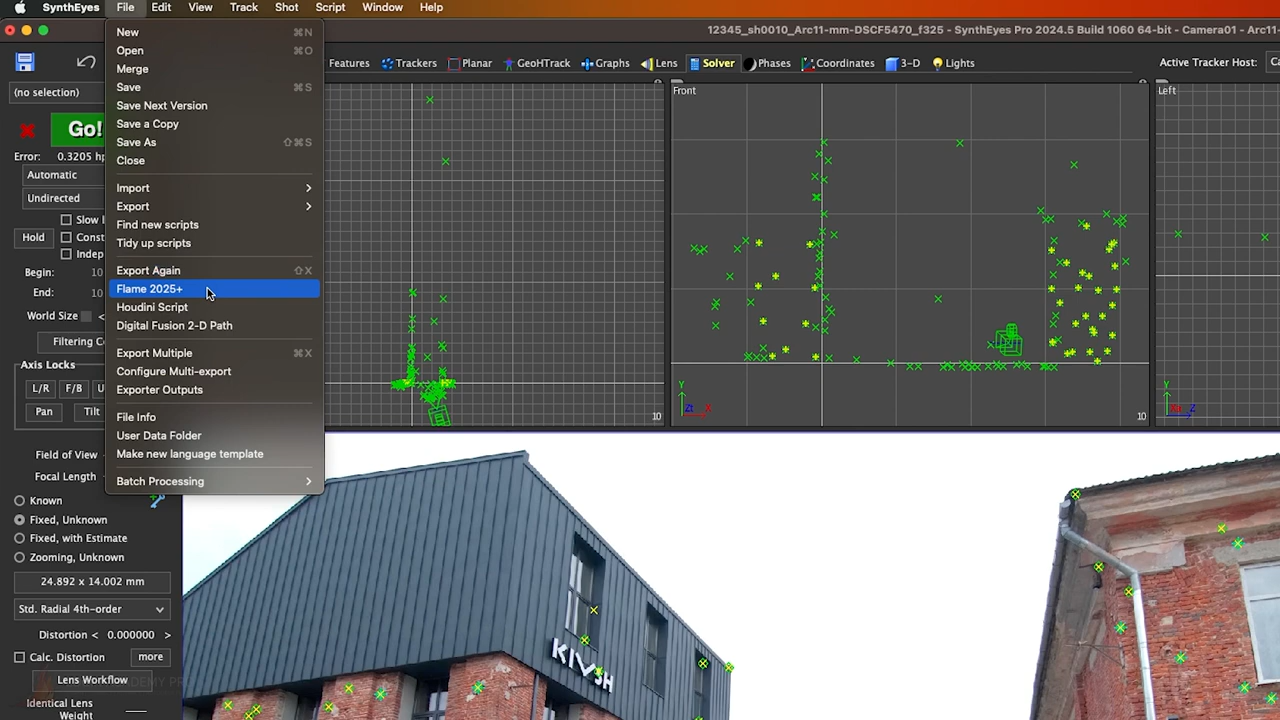 SynthEyes File Edit View Track Shot Script Window Help
12345_sh0010_Arc11-mm-DSCF5470_f325 - SynthEyes Pro 2024.5 Build 1060 64-bit - Camera01 - Arc11-
Features Trackers Planar GeoHTrack Graphs Lens Solver Phases Coordinates 3-D Lights Active Tracker Host:
(no selection)
Go!
Error: 0.3205 hp
Automatic
Undirected
Hold
Begin: 10
End: 10
World Size <
Axis Locks
L/R F/B
Pan Tilt
Field of View
Focal Length
Known
Fixed, Unknown
Fixed, with Estimate
Zooming, Unknown
24.892 x 14.002 mm
Std. Radial 4th-order
Distortion < 0.000000 >
Calc. Distortion more
Lens Workflow
Identical Lens
Weight
New ⌘N
Open ⌘O
Merge
Save ⌘S
Save Next Version
Save a Copy
Save As ⇧⌘S
Close
Import >
Export >
Find new scripts
Tidy up scripts
Export Again ⇧X
Flame 2025+
Houdini Script
Digital Fusion 2-D Path
Export Multiple ⌘X
Configure Multi-export
Exporter Outputs
File Info
User Data Folder
Make new language template
Batch Processing >
10
Front
Y
X
10
Left
Y
Z
KIVSH